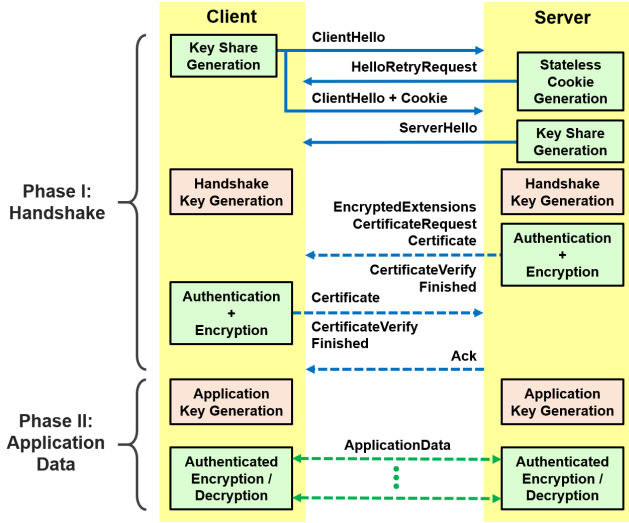 Client
Server
Key Share
Generation
ClientHello
HelloRetryRequest
Stateless
Cookie
Generation
ClientHello + Cookie
ServerHello
Key Share
Generation
Phase I:
Handshake
Handshake
Key Generation
Handshake
Key Generation
EncryptedExtensions
CertificateRequest
Certificate
Authentication
+
Encryption
CertificateVerify
Finished
Authentication
+
Encryption
Certificate
CertificateVerify
Finished
Ack
Phase II:
Application
Data
Application
Key Generation
Application
Key Generation
ApplicationData
Authenticated
Encryption /
Decryption
Authenticated
Encryption /
Decryption